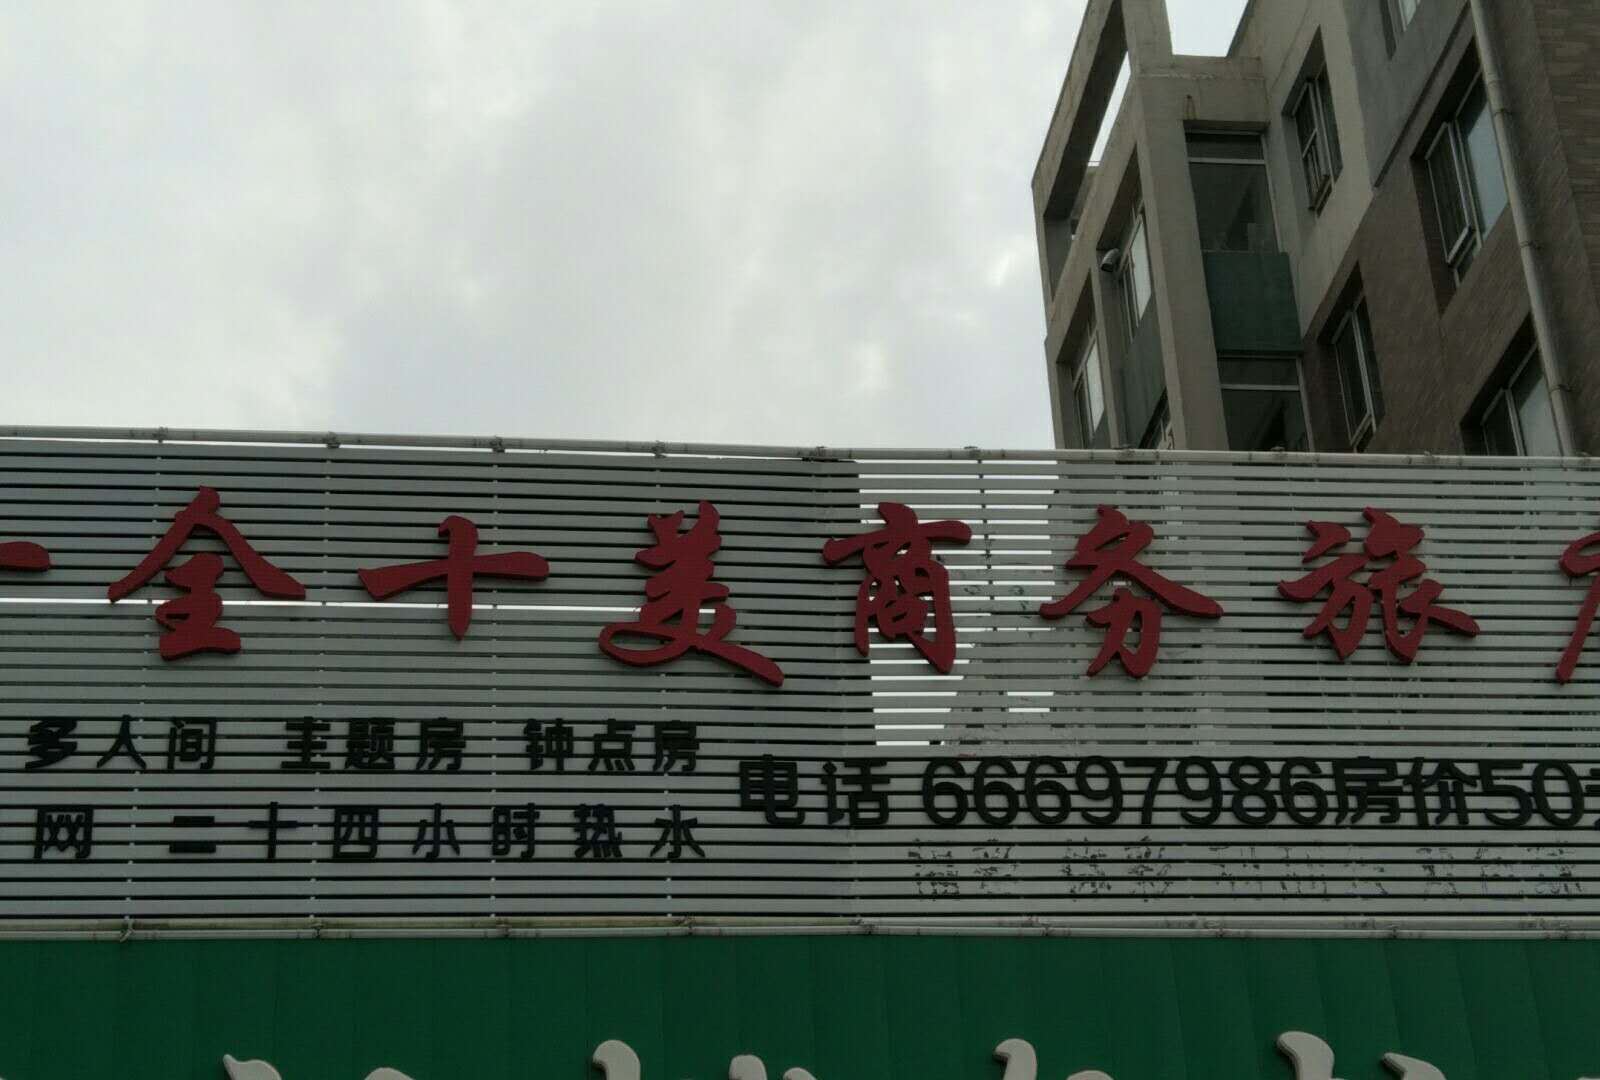 全十美商务旅
多人间 主题房 钟点房
电话 66697986房价50
网 二十四小时热水